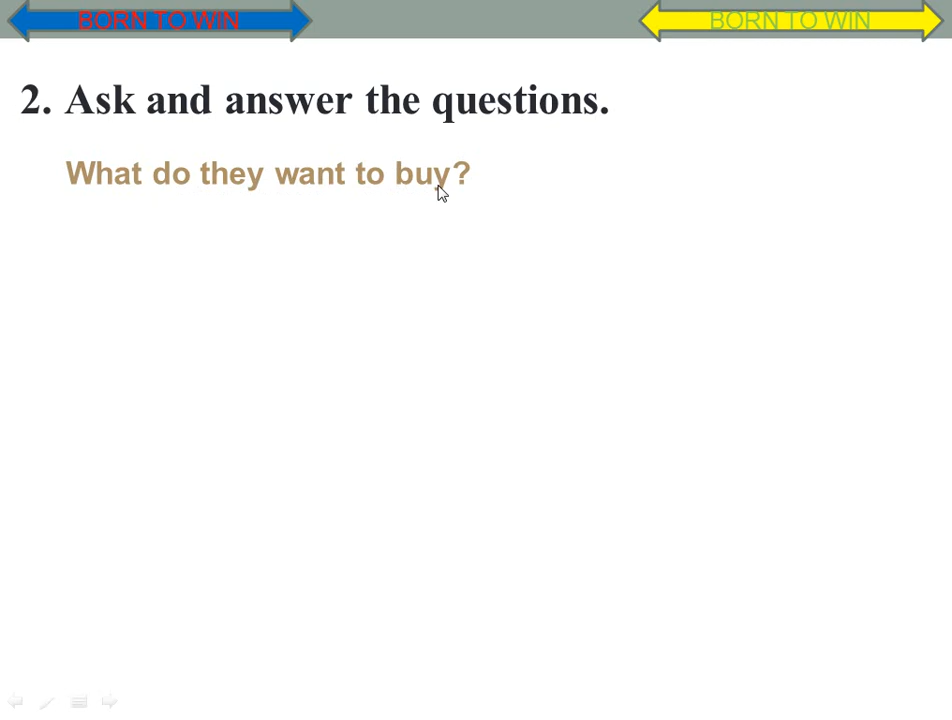 BORN TO WIN
BORN TO WIN
2. Ask and answer the questions.
What do they want to buy?